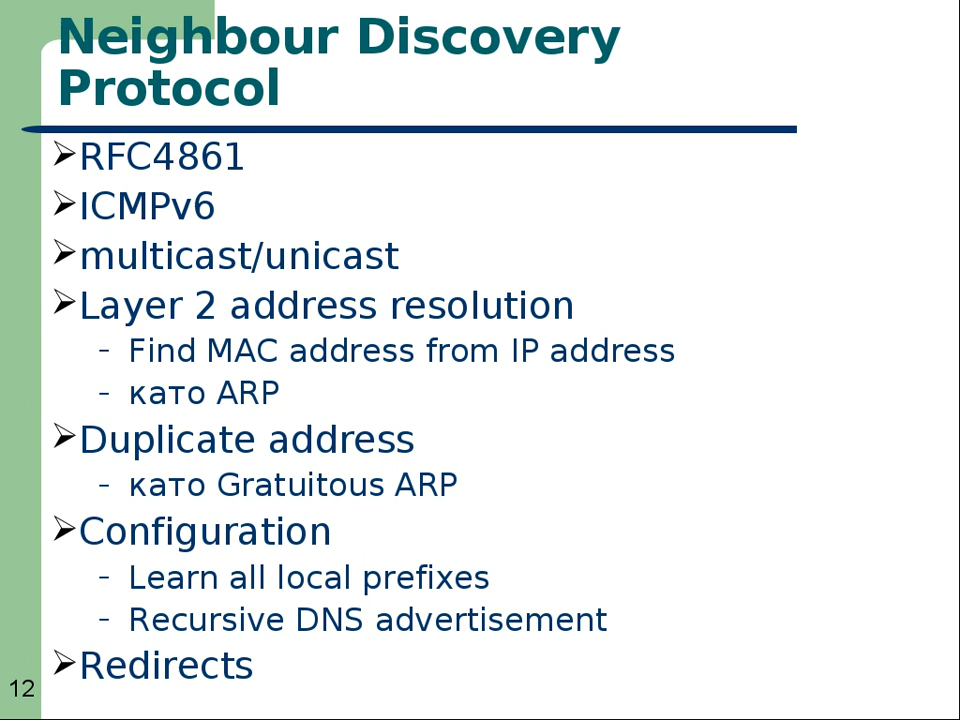 Neighbour Discovery
Protocol
RFC4861
ICMPv6
multicast/unicast
Layer 2 address resolution
– Find MAC address from IP address
– като ARP
Duplicate address
– като Gratuitous ARP
Configuration
– Learn all local prefixes
– Recursive DNS advertisement
Redirects
12